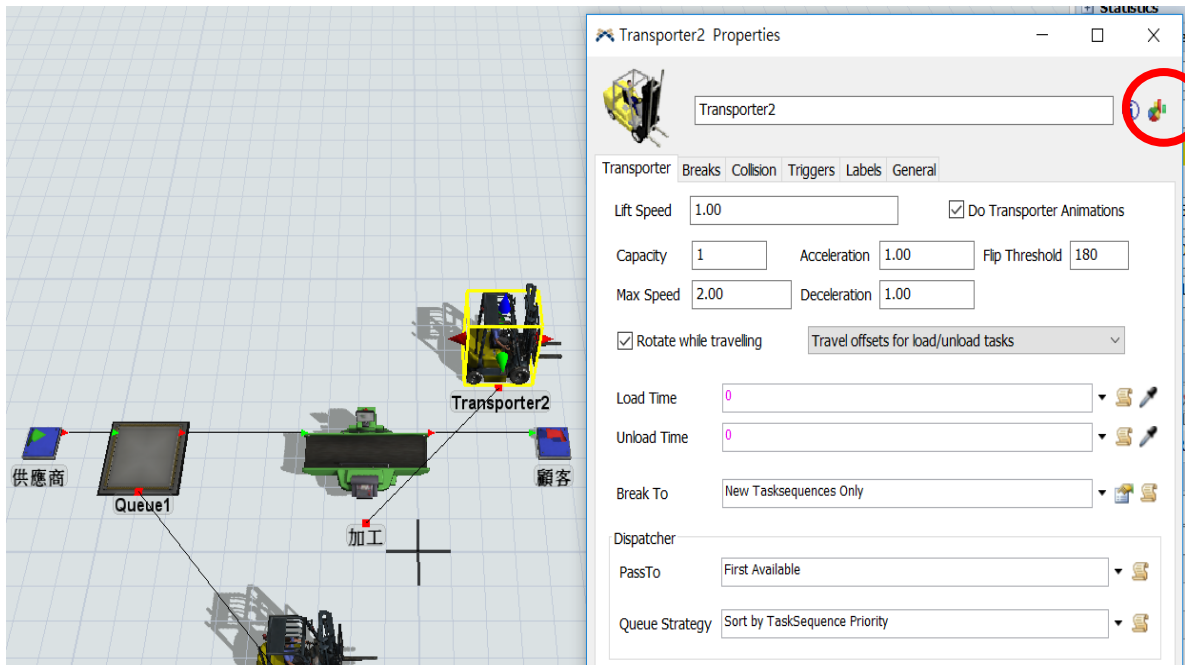 Statistics
Transporter2 Properties
Transporter2
Transporter Breaks Collision Triggers Labels General
Lift Speed 1.00 Do Transporter Animations
Capacity 1 Acceleration 1.00 Flip Threshold 180
Max Speed 2.00 Deceleration 1.00
Rotate while travelling Travel offsets for load/unload tasks
Load Time 0
Unload Time 0
Break To New Tasksequences Only
Dispatcher
PassTo First Available
Queue Strategy Sort by TaskSequence Priority
Transporter2
供應商
Queue1
加工
顧客